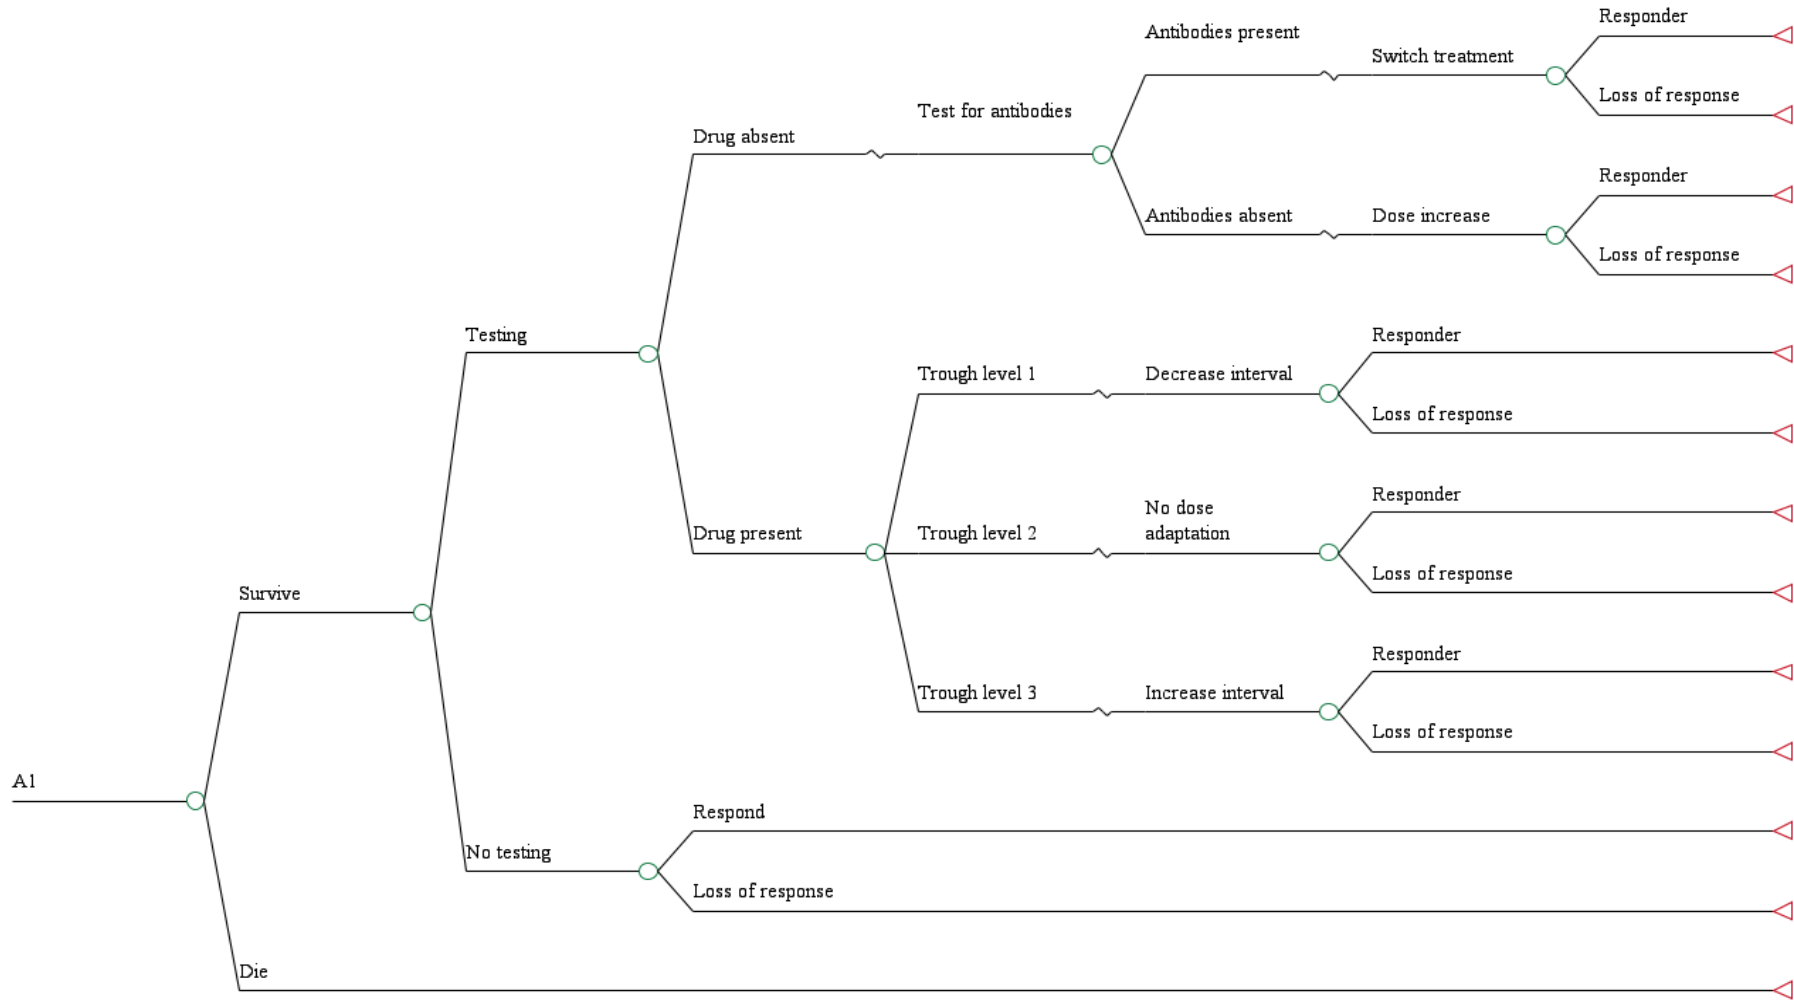 Responder
Antibodies present
Switch treatment
Loss of response
Test for antibodies
Drug absent
Responder
Antibodies absent
Dose increase
Loss of response
Testing
Responder
Trough level 1
Decrease interval
Loss of response
Responder
No dose
adaptation
Drug present
Trough level 2
Loss of response
Survive
Responder
Trough level 3
Increase interval
Loss of response
A1
Respond
No testing
Loss of response
Die